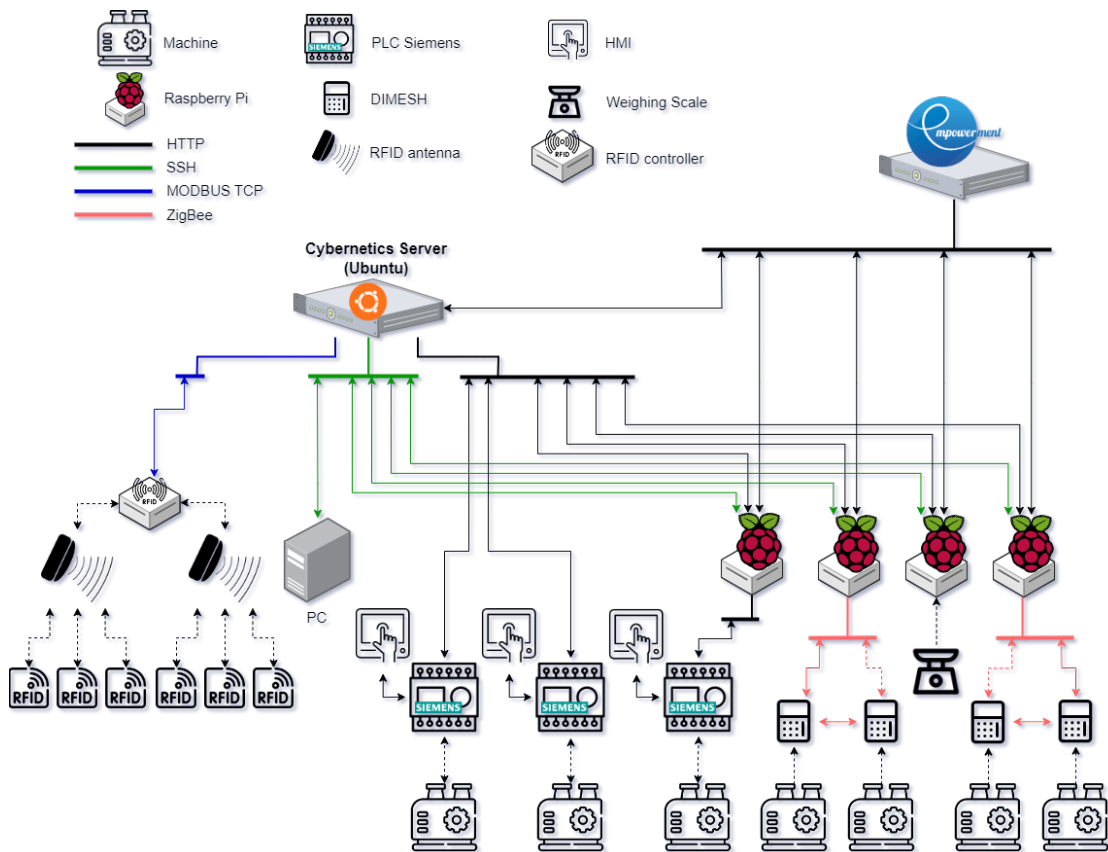 Machine
PLC Siemens
HMI
Raspberry Pi
DIMESH
Weighing Scale
HTTP
RFID antenna
RFID
RFID controller
SSH
MODBUS TCP
ZigBee
SIEMENS
empowerment
Cybernetics Server
(Ubuntu)
RFID
PC
RFID
RFID
RFID
RFID
RFID
RFID
SIEMENS
SIEMENS
SIEMENS